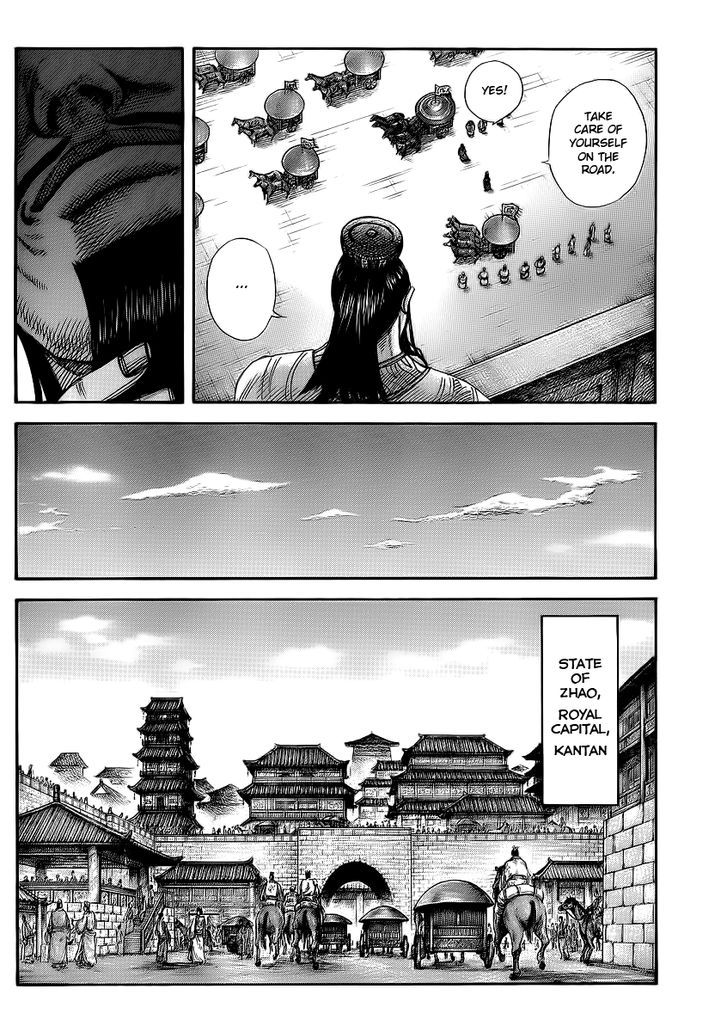 TAKE
CARE OF
YOURSELF
ON THE
ROAD.
YES!
...
STATE
OF
ZHAO,
ROYAL
CAPITAL,
KANTAN